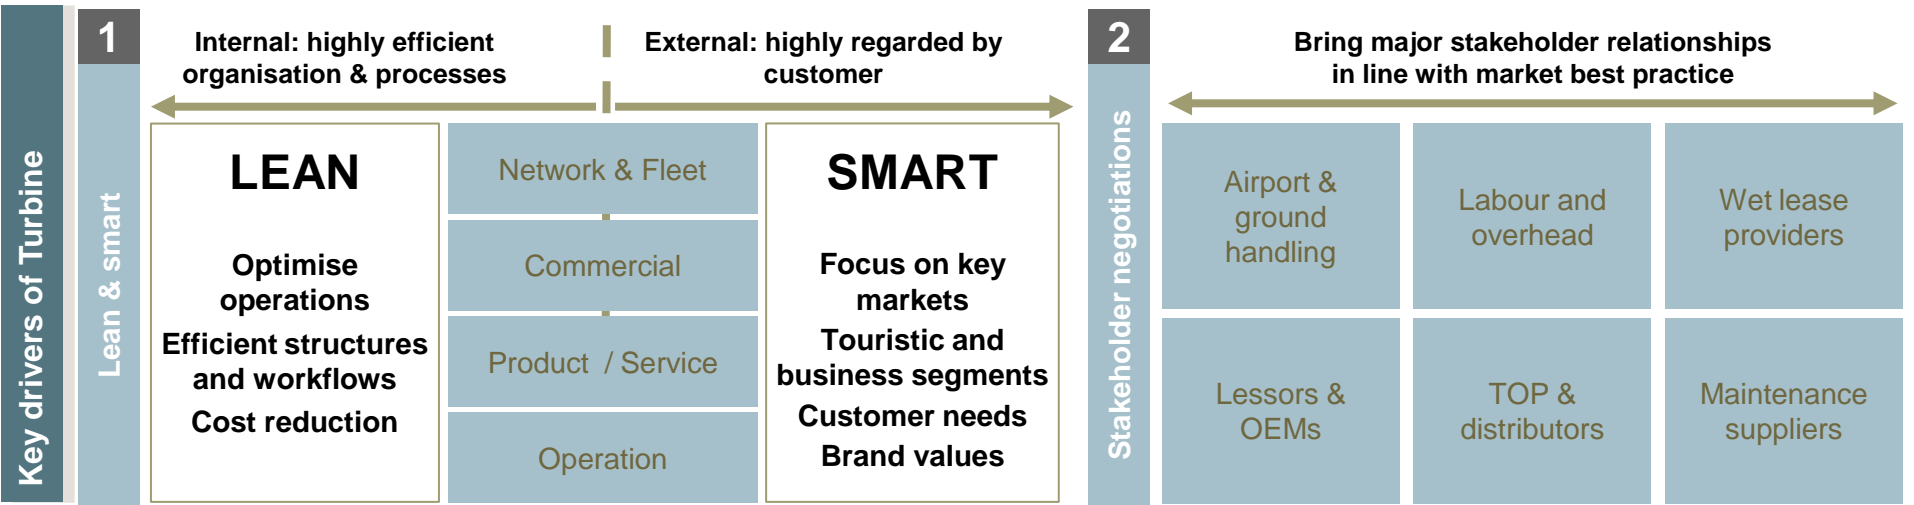 Key drivers of Turbine
1
Lean & smart
Internal: highly efficient
organisation & processes
External: highly regarded by
customer
LEAN
Optimise
operations
Efficient structures
and workflows
Cost reduction
Network & Fleet
Commercial
Product / Service
Operation
SMART
Focus on key
markets
Touristic and
business segments
Customer needs
Brand values
2
Stakeholder negotiations
Bring major stakeholder relationships
in line with market best practice
Airport &
ground
handling
Labour and
overhead
Wet lease
providers
Lessors &
OEMs
TOP &
distributors
Maintenance
suppliers